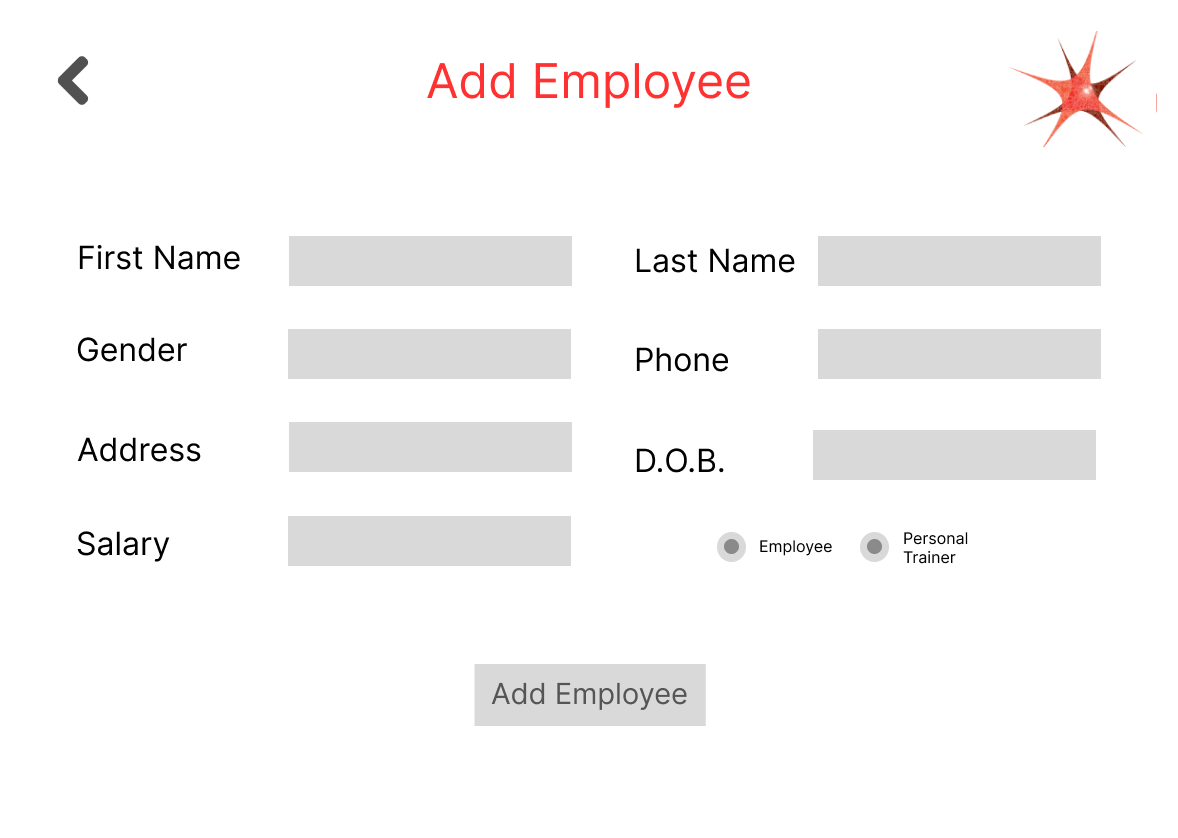 Add Employee
First Name
Last Name
Gender
Phone
Address
D.O.B.
Salary
Employee
Personal
Trainer
Add Employee